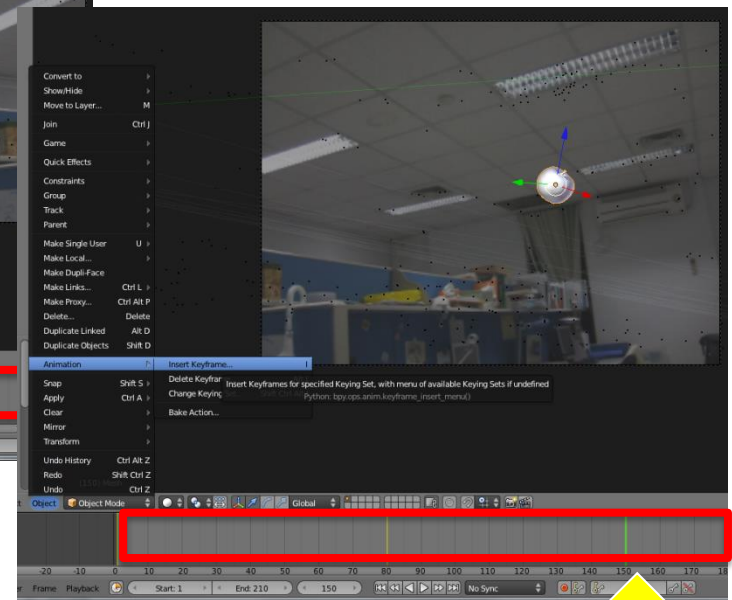 Convert to
Show/Hide
Move to Layer... M
Join Ctrl J
Game
Quick Effects
Constraints
Group
Track
Parent
Make Single User U
Make Local...
Make Dupli-Face
Make Links... Ctrl L
Make Proxy... Ctrl Alt P
Delete... Delete
Duplicate Linked Alt D
Duplicate Objects Shift D
Animation
Snap Shift S
Apply Ctrl A
Clear
Mirror
Transform
Undo History Ctrl Alt Z
Redo Shift Ctrl Z
Undo Ctrl Z
Insert Keyframe... I
Delete Keyfra
Change Keying
Bake Action...
Insert Keyframes for specified Keying Set, with menu of available Keying Sets if undefined
Python: bpy.ops.anim.keyframe_insert_menu()
Object Object Mode Global
-20 -10 0 10 20 30 40 50 60 70 80 90 100 110 120 130 140 150 160 170 18
Frame Playback Start: 1 End: 210 150 No Sync